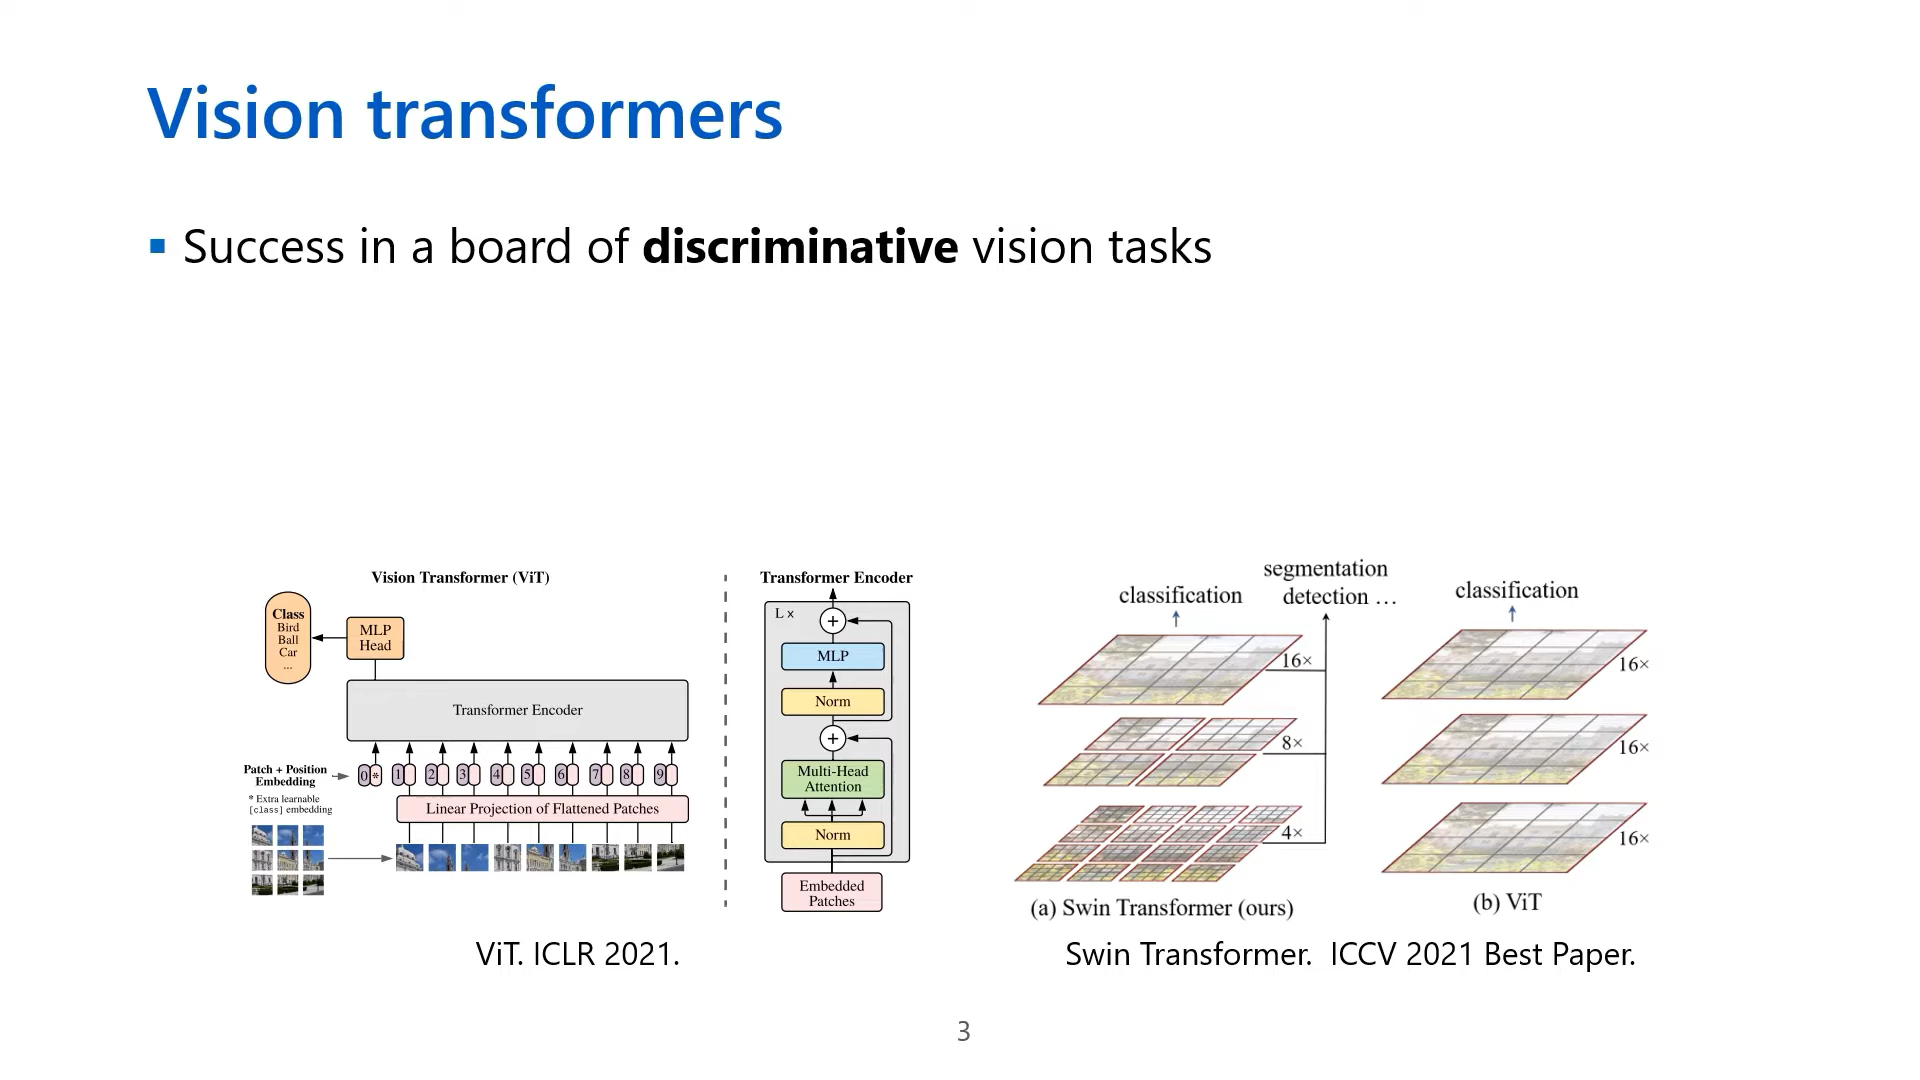 Vision transformers
▪ Success in a board of discriminative vision tasks
Vision Transformer (ViT)
Class
Bird
Ball
Car
...
MLP
Head
Transformer Encoder
Patch + Position
Embedding
* Extra learnable
[class] embedding
0 * 1 2 3 4 5 6 7 8 9
Linear Projection of Flattened Patches
Transformer Encoder
L ×
+
MLP
Norm
+
Multi-Head
Attention
Norm
Embedded
Patches
ViT. ICLR 2021.
segmentation
classification
detection ...
16×
8×
4×
(a) Swin Transformer (ours)
classification
16×
16×
16×
(b) ViT
Swin Transformer. ICCV 2021 Best Paper.
3